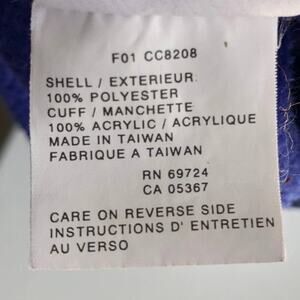 F01 CC8208
SHELL / EXTERIEUR:
100% POLYESTER
CUFF / MANCHETTE
100% ACRYLIC / ACRYLIQUE
MADE IN TAIWAN
FABRIQUE A TAIWAN
RN 69724
CA 05367
CARE ON REVERSE SIDE
INSTRUCTIONS D' ENTRETIEN
AU VERSO